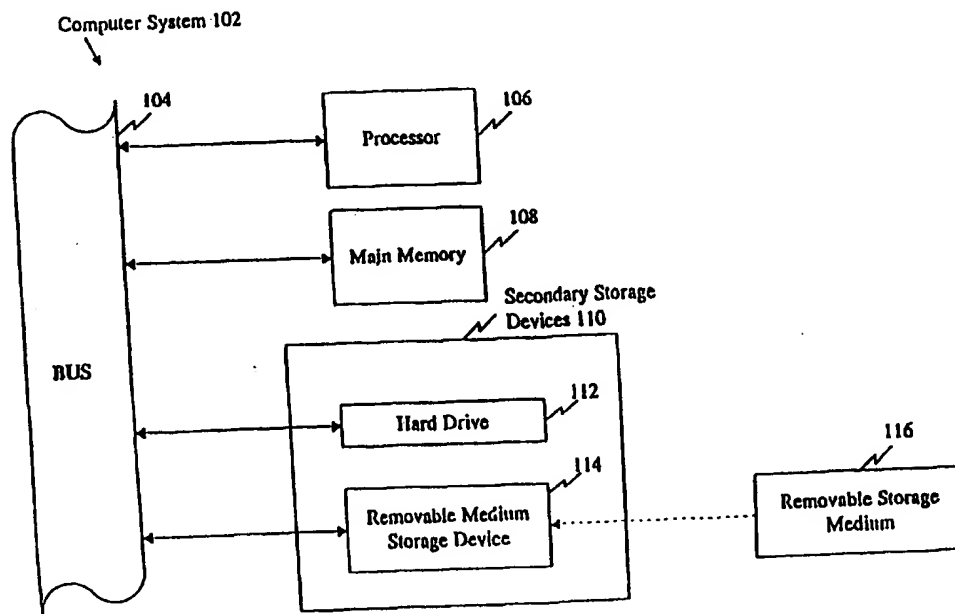 Computer System 102
104
106
Processor
108
Main Memory
Secondary Storage
Devices 110
BUS
112
Hard Drive
114
116
Removable Medium
Storage Device
Removable Storage
Medium